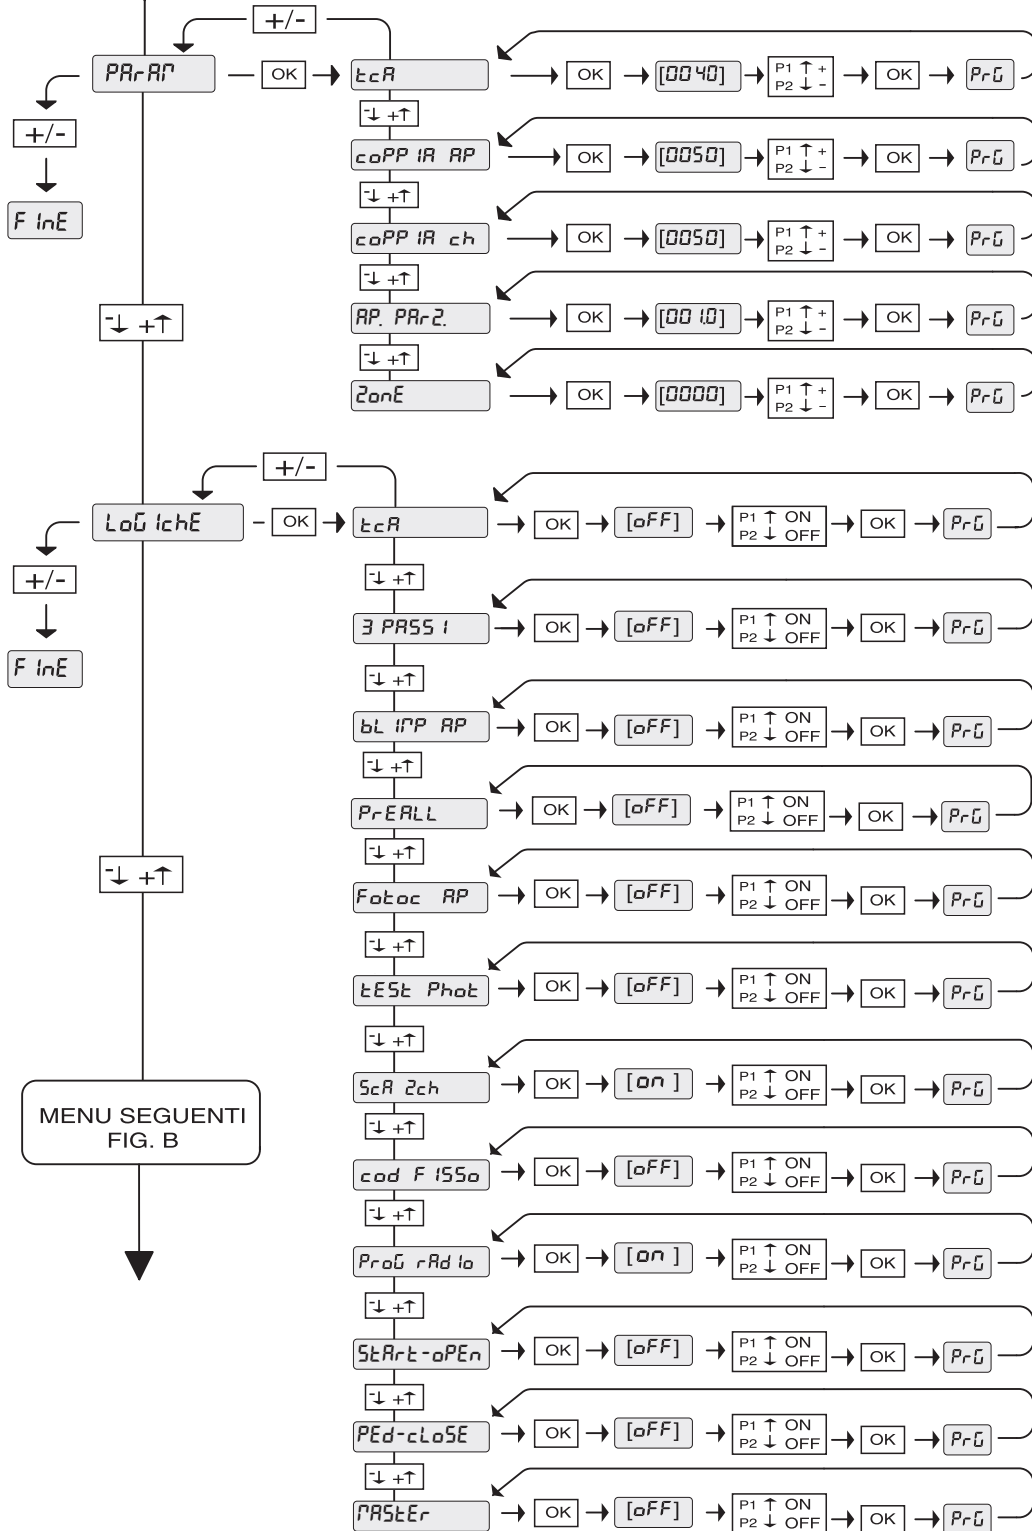 +/-
PArAM OK tcA OK [0040] P1 ↑ + P2 ↓ - OK PrG
+/- -↓ +↑
coPPIA AP OK [0050] P1 ↑ + P2 ↓ - OK PrG
-↓ +↑
FInE coPPIA ch OK [0050] P1 ↑ + P2 ↓ - OK PrG
-↓ +↑
-↓ +↑ AP. PArZ. OK [001.0] P1 ↑ + P2 ↓ - OK PrG
-↓ +↑
ZonE OK [0000] P1 ↑ + P2 ↓ - OK PrG
+/-
LoGIchE OK tcA OK [oFF] P1 ↑ ON P2 ↓ OFF OK PrG
+/- -↓ +↑
FInE 3 PASSI OK [oFF] P1 ↑ ON P2 ↓ OFF OK PrG
-↓ +↑
bL IMP AP OK [oFF] P1 ↑ ON P2 ↓ OFF OK PrG
-↓ +↑
PrEALL OK [oFF] P1 ↑ ON P2 ↓ OFF OK PrG
-↓ +↑
-↓ +↑ Fotoc AP OK [oFF] P1 ↑ ON P2 ↓ OFF OK PrG
-↓ +↑
tESt Phot OK [oFF] P1 ↑ ON P2 ↓ OFF OK PrG
-↓ +↑
ScA 2ch OK [on ] P1 ↑ ON P2 ↓ OFF OK PrG
MENU SEGUENTI
FIG. B
-↓ +↑
cod FISSo OK [oFF] P1 ↑ ON P2 ↓ OFF OK PrG
-↓ +↑
ProG rAdIo OK [on ] P1 ↑ ON P2 ↓ OFF OK PrG
-↓ +↑
StArt-oPEn OK [oFF] P1 ↑ ON P2 ↓ OFF OK PrG
-↓ +↑
PEd-cLoSE OK [oFF] P1 ↑ ON P2 ↓ OFF OK PrG
-↓ +↑
MAStEr OK [oFF] P1 ↑ ON P2 ↓ OFF OK PrG